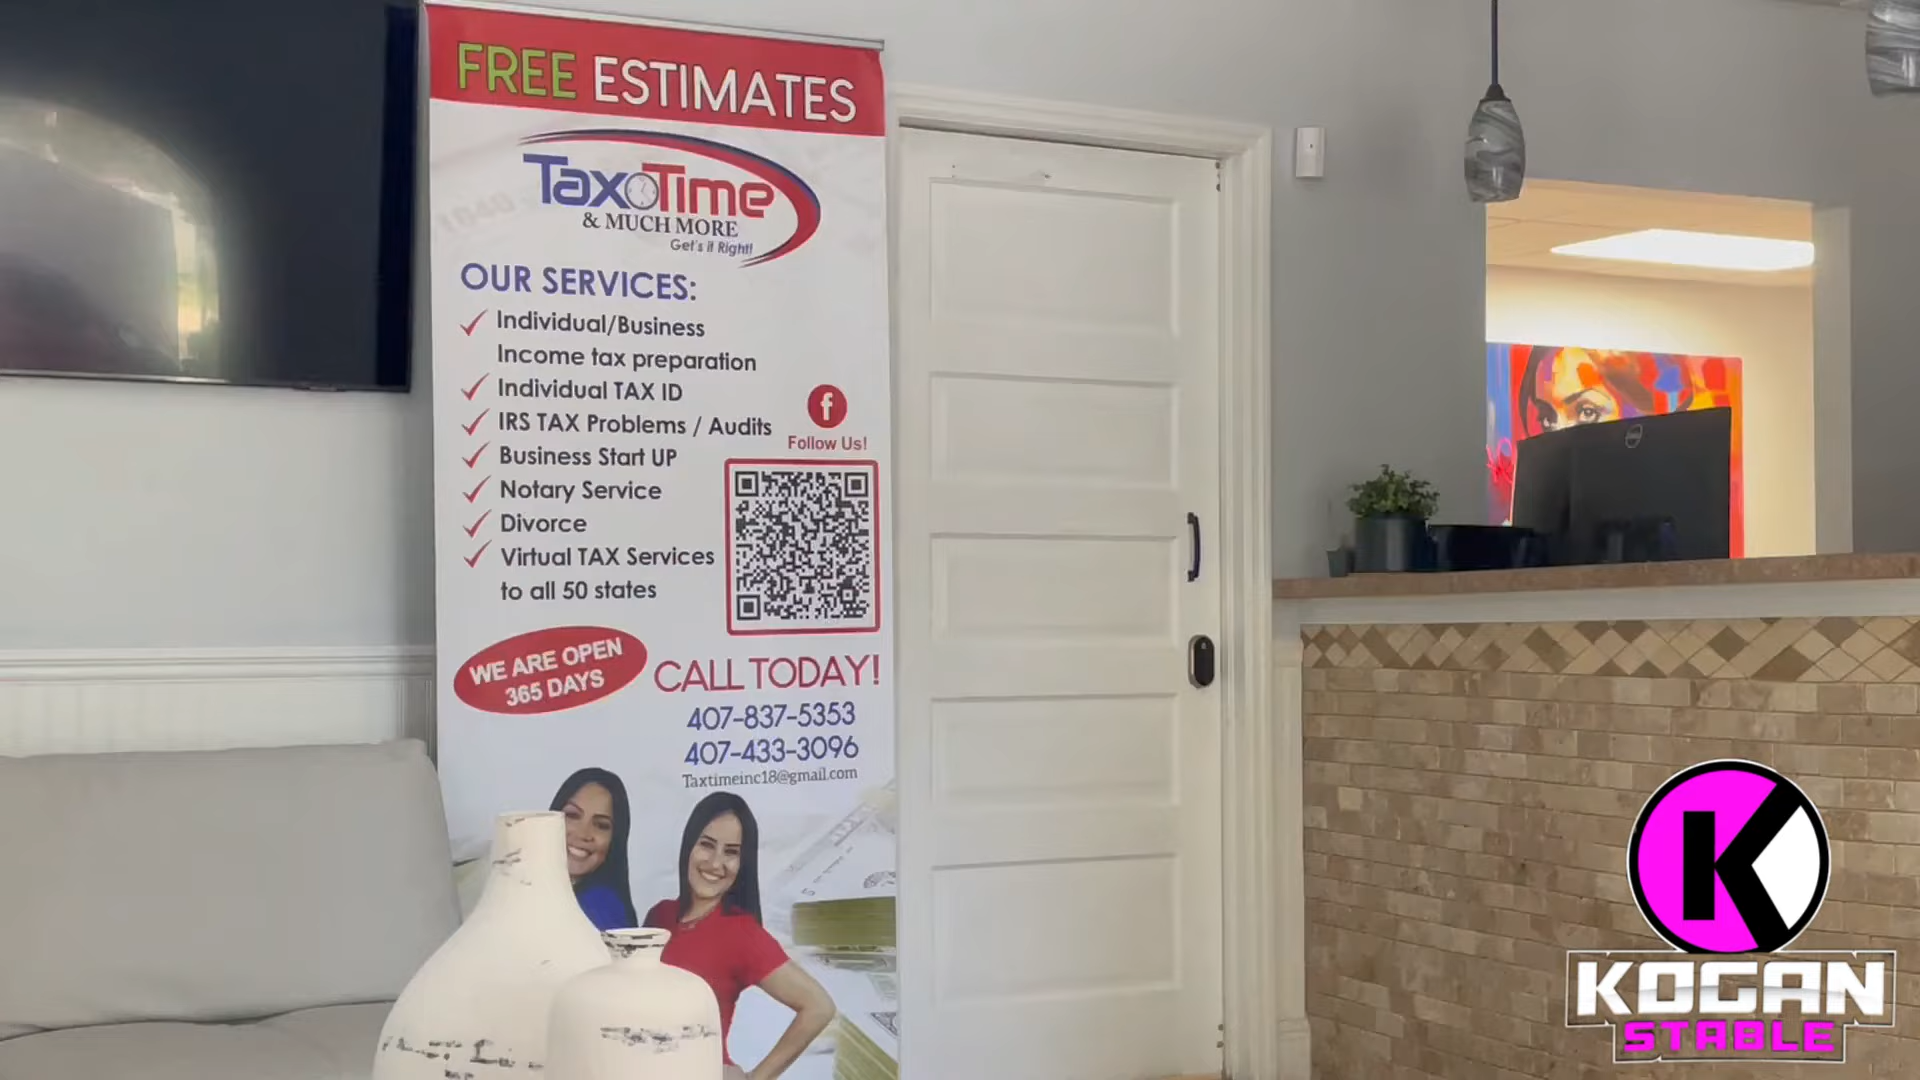 FREE ESTIMATES
Tax Time
& MUCH MORE
Get's it Right!
OUR SERVICES:
Individual/Business
Income tax preparation
Individual TAX ID
IRS TAX Problems / Audits
Business Start UP
Notary Service
Divorce
Virtual TAX Services
to all 50 states
f
Follow Us!
WE ARE OPEN
365 DAYS
CALL TODAY!
407-837-5353
407-433-3096
Taxtimeinc18@gmail.com
K
KOGAN
STABLE